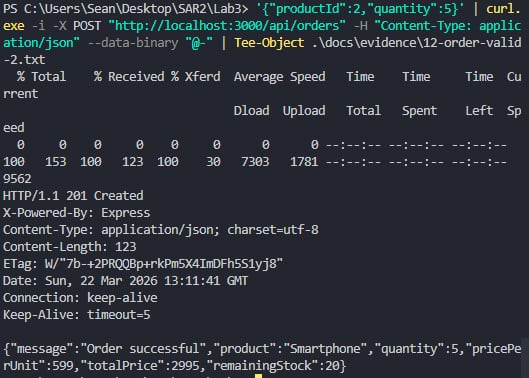 PS C:\Users\Sean\Desktop\SAR2\Lab3> '{"productId":2,"quantity":5}' | curl.
exe -i -X POST "http://localhost:3000/api/orders" -H "Content-Type: applic
ation/json" --data-binary "@-" | Tee-Object .\docs\evidence\12-order-valid
-2.txt
  % Total    % Received % Xferd  Average Speed   Time    Time     Time  Cu
rrent
                                 Dload  Upload   Total   Spent    Left  Sp
eed
  0     0    0     0    0     0      0      0 --:--:-- --:--:-- --:--:--
100   153  100   123  100    30   7303   1781 --:--:-- --:--:-- --:--:--
9562
HTTP/1.1 201 Created
X-Powered-By: Express
Content-Type: application/json; charset=utf-8
Content-Length: 123
ETag: W/"7b-+2PRQQBp+rkPm5X4ImDFh5S1yj8"
Date: Sun, 22 Mar 2026 13:11:41 GMT
Connection: keep-alive
Keep-Alive: timeout=5

{"message":"Order successful","product":"Smartphone","quantity":5,"pricePe
rUnit":599,"totalPrice":2995,"remainingStock":20}